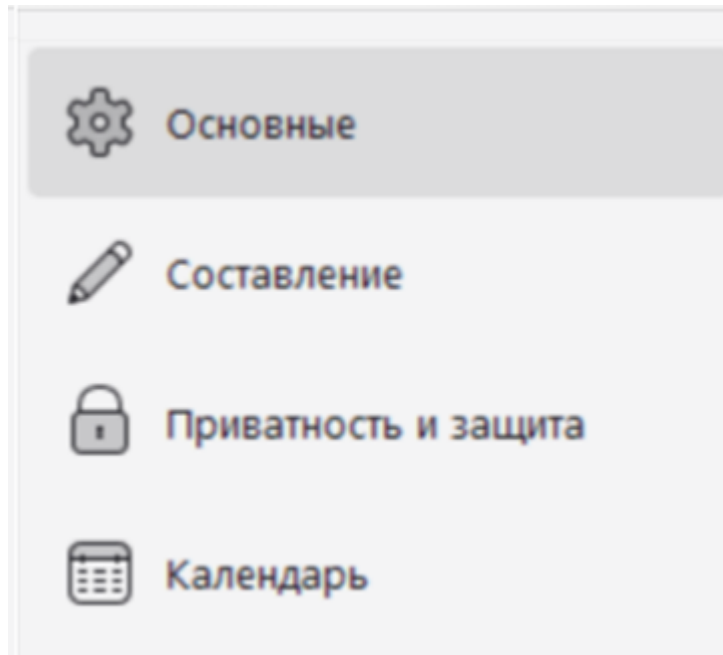 Основные
Составление
Приватность и защита
Календарь